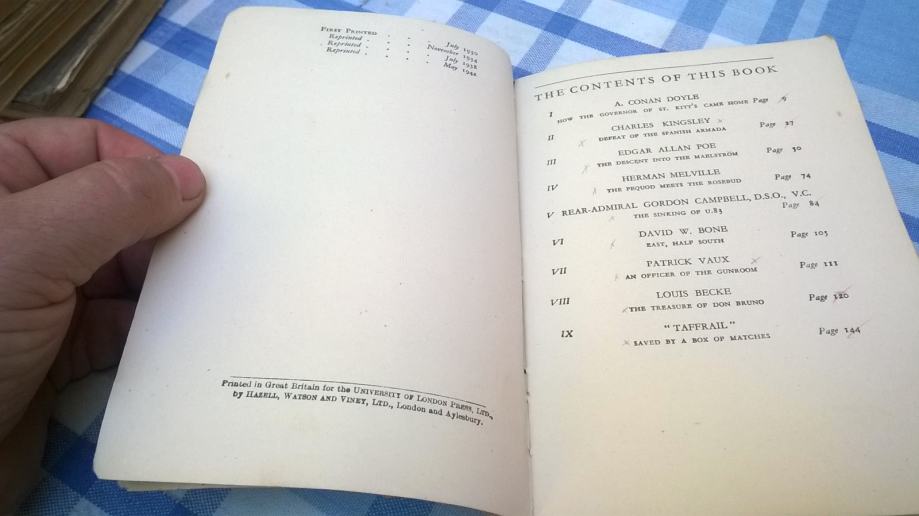 First Printed . . . July 1930
Reprinted . . . November 1934
Reprinted . . . July 1938
Reprinted . . . May 1942
Printed in Great Britain for the University of London Press, Ltd.,
by Hazell, Watson and Viney, Ltd., London and Aylesbury.
THE CONTENTS OF THIS BOOK
I A. CONAN DOYLE
HOW THE GOVERNOR OF ST. KITT'S CAME HOME Page 9
II CHARLES KINGSLEY
DEFEAT OF THE SPANISH ARMADA Page 27
III EDGAR ALLAN POE
THE DESCENT INTO THE MAELSTRÖM Page 50
IV HERMAN MELVILLE
THE PEQUOD MEETS THE ROSEBUD Page 74
V REAR-ADMIRAL GORDON CAMPBELL, D.S.O., V.C.
THE SINKING OF U.83 Page 84
VI DAVID W. BONE
EAST, HALF SOUTH Page 105
VII PATRICK VAUX
AN OFFICER OF THE GUNROOM Page 111
VIII LOUIS BECKE
THE TREASURE OF DON BRUNO Page 120
IX "TAFFRAIL"
SAVED BY A BOX OF MATCHES Page 144